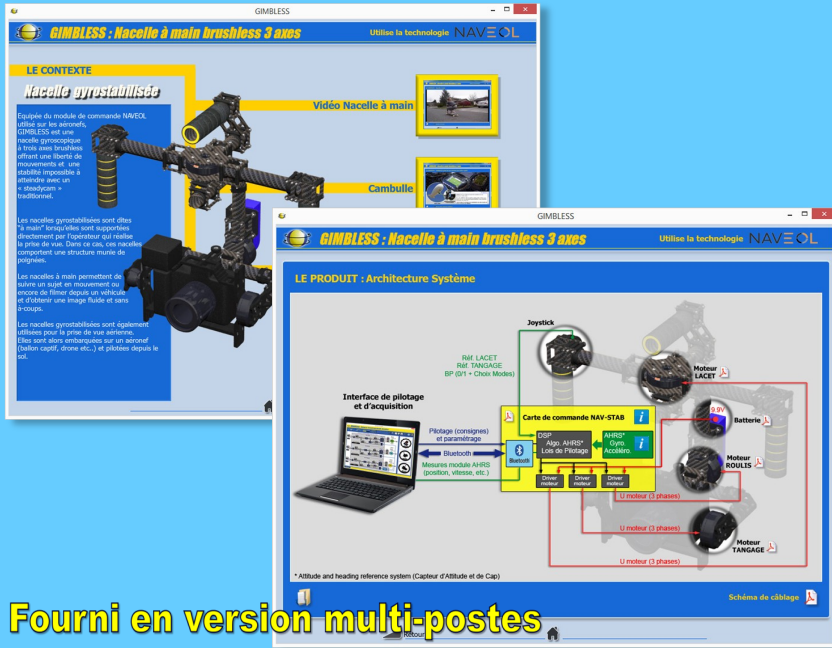 GIMBLESS
GIMBLESS : Nacelle à main brushless 3 axes
Utilise la technologie NAVEOL
LE CONTEXTE
Nacelle gyrostabilisée
Equipée du module de commande NAVEOL
utilisé sur les aéronefs,
GIMBLESS est une
nacelle gyroscopique
à trois axes brushless
offrant une liberté de
mouvements et une
stabilité impossible à
atteindre avec un
« steadycam »
traditionnel.
Les nacelles gyrostabilisées sont dites
"à main" lorsqu'elles sont supportées
directement par l'opérateur qui réalise
la prise de vue. Dans ce cas, ces nacelles
comportent une structure munie de
poignées.
Les nacelles à main permettent de
suivre un sujet en mouvement ou
encore de filmer depuis un véhicule
et d'obtenir une image fluide et sans
à-coups.
Les nacelles gyrostabilisées sont également
utilisées pour la prise de vue aérienne.
Elles sont alors embarquées sur un aéronef
(ballon captif, drone etc..) et pilotées depuis le
sol.
Vidéo Nacelle à main
Cambulle
GIMBLESS
GIMBLESS : Nacelle à main brushless 3 axes
Utilise la technologie NAVEOL
LE PRODUIT : Architecture Système
Joystick
Réf. LACET
Réf. TANGAGE
BP (0/1 + Choix Modes)
Moteur
LACET
Interface de pilotage
et d'acquisition
Pilotage (consignes)
et paramétrage
Bluetooth
Mesures module AHRS
(position, vitesse, etc.)
Carte de commande NAV-STAB
Bluetooth
DSP
Algo. AHRS*
Lois de Pilotage
AHRS*
Gyro.
Accéléro.
Driver
moteur
Driver
moteur
Driver
moteur
9.9V
Batterie
Moteur
ROULIS
U moteur (3 phases)
U moteur (3 phases)
Moteur
TANGAGE
U moteur (3 phases)
* Attitude and heading reference system (Capteur d'Attitude et de Cap)
Schéma de câblage
Retour
Fourni en version multi-postes